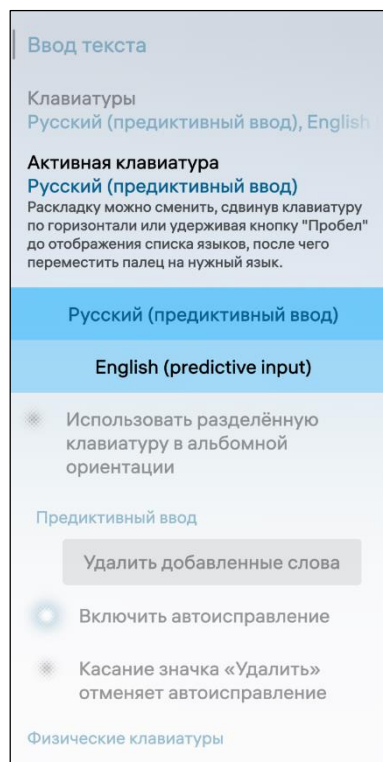 Ввод текста
Клавиатуры
Русский (предиктивный ввод), English
Активная клавиатура
Русский (предиктивный ввод)
Раскладку можно сменить, сдвинув клавиатуру
по горизонтали или удерживая кнопку "Пробел"
до отображения списка языков, после чего
переместить палец на нужный язык.
Русский (предиктивный ввод)
English (predictive input)
Использовать разделённую
клавиатуру в альбомной
ориентации
Предиктивный ввод
Удалить добавленные слова
Включить автоисправление
Касание значка «Удалить»
отменяет автоисправление
Физические клавиатуры